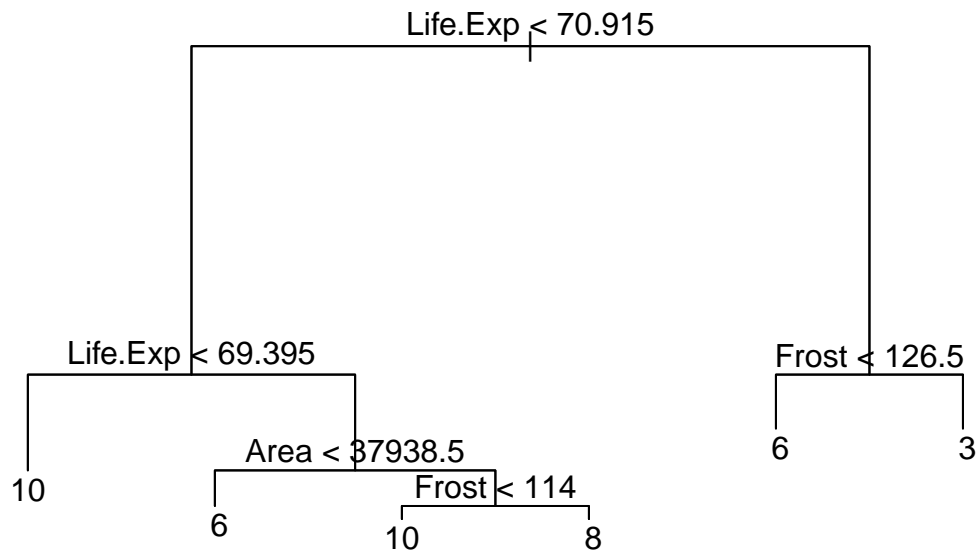 Life.Exp < 70.915
Life.Exp < 69.395
Frost < 126.5
Area < 37938.5
6
3
Frost < 114
10
6
10
8